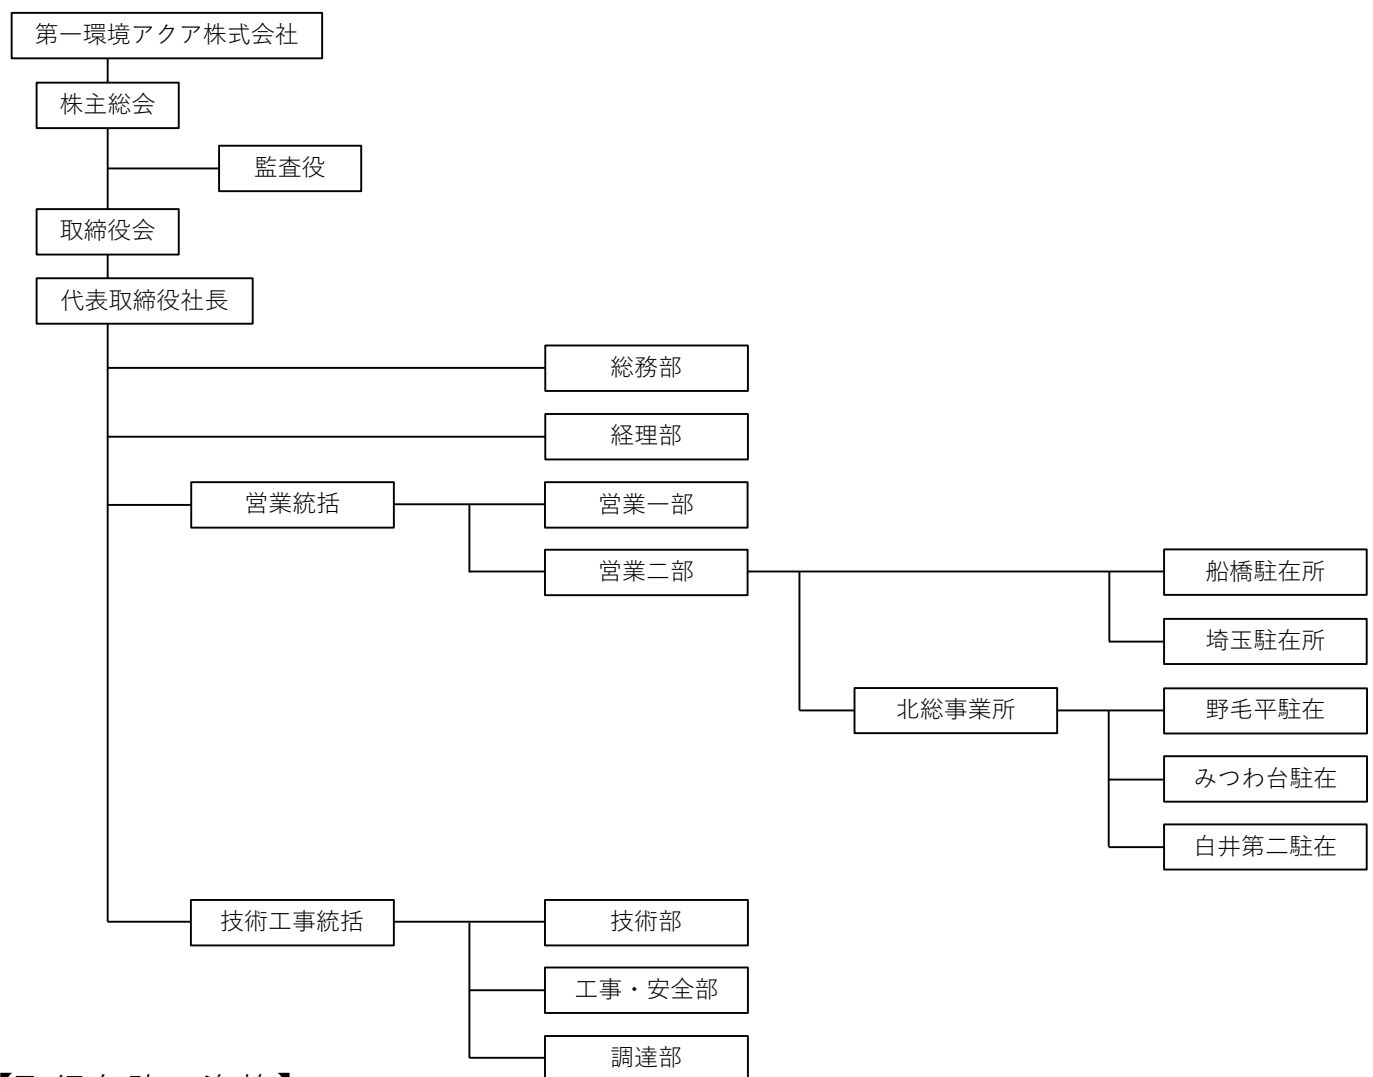 第一環境アクア株式会社
株主総会
監査役
取締役会
代表取締役社長
総務部
経理部
営業統括
営業一部
営業二部
船橋駐在所
埼玉駐在所
北総事業所
野毛平駐在
みつわ台駐在
白井第二駐在
技術工事統括
技術部
工事・安全部
調達部